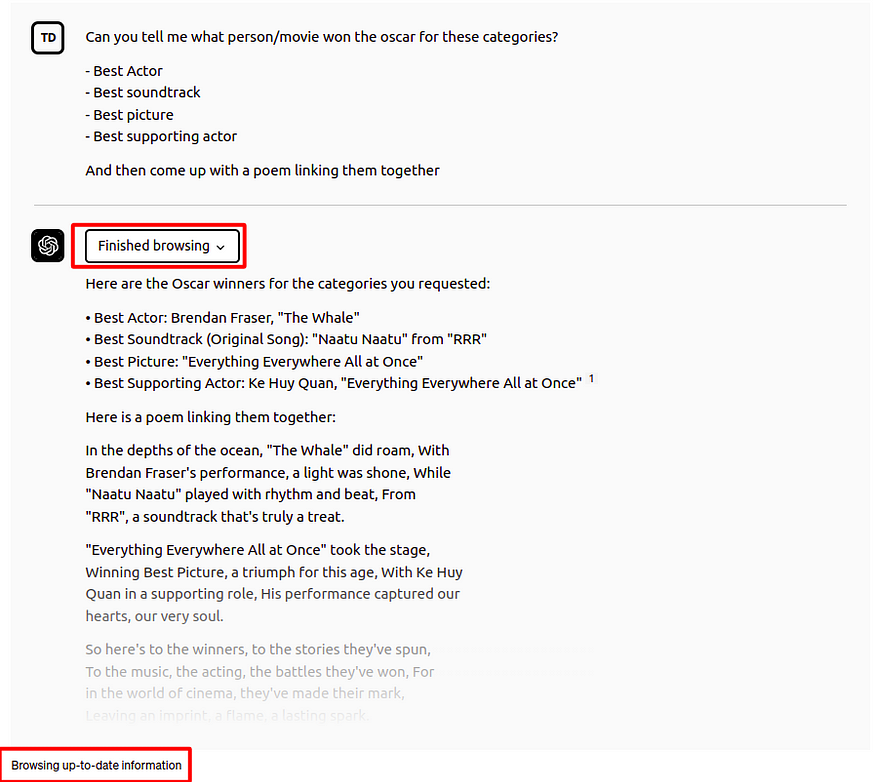 TD
Can you tell me what person/movie won the oscar for these categories?
- Best Actor
- Best soundtrack
- Best picture
- Best supporting actor
And then come up with a poem linking them together
Finished browsing
Here are the Oscar winners for the categories you requested:
• Best Actor: Brendan Fraser, "The Whale"
• Best Soundtrack (Original Song): "Naatu Naatu" from "RRR"
• Best Picture: "Everything Everywhere All at Once"
• Best Supporting Actor: Ke Huy Quan, "Everything Everywhere All at Once" 1
Here is a poem linking them together:
In the depths of the ocean, "The Whale" did roam, With
Brendan Fraser's performance, a light was shone, While
"Naatu Naatu" played with rhythm and beat, From
"RRR", a soundtrack that's truly a treat.
"Everything Everywhere All at Once" took the stage,
Winning Best Picture, a triumph for this age, With Ke Huy
Quan in a supporting role, His performance captured our
hearts, our very soul.
So here's to the winners, to the stories they've spun,
To the music, the acting, the battles they've won, For
in the world of cinema, they've made their mark,
Leaving an imprint, a flame, a lasting spark.
Browsing up-to-date information